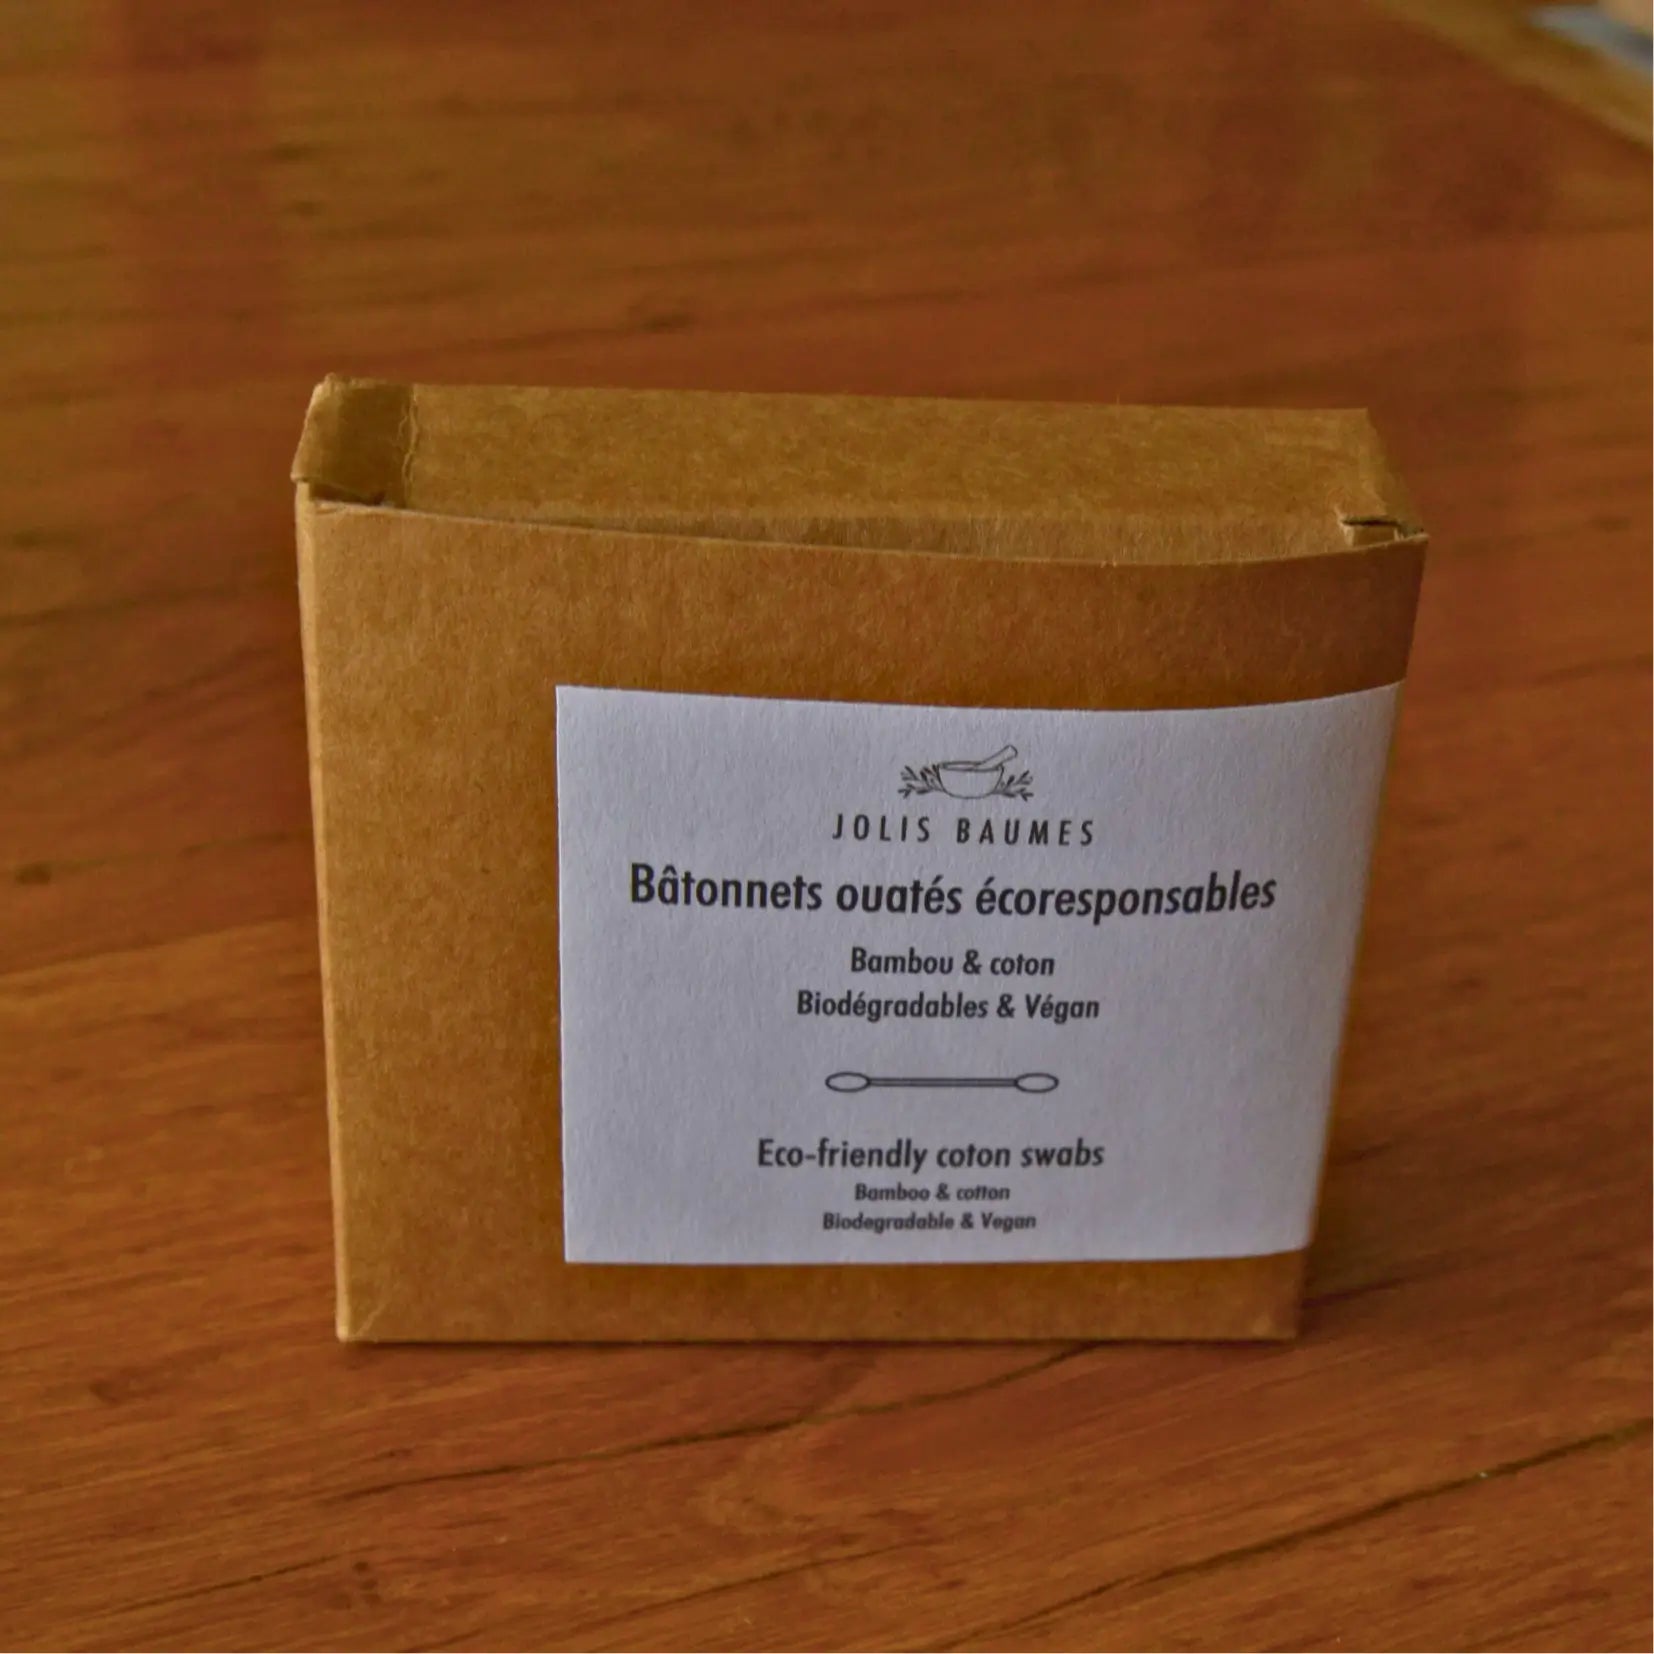 JOLIS BAUMES
Bâtonnets ouatés écoresponsables
Bambou & coton
Biodégradables & Végan
Eco-friendly coton swabs
Bamboo & cotton
Biodegradable & Vegan